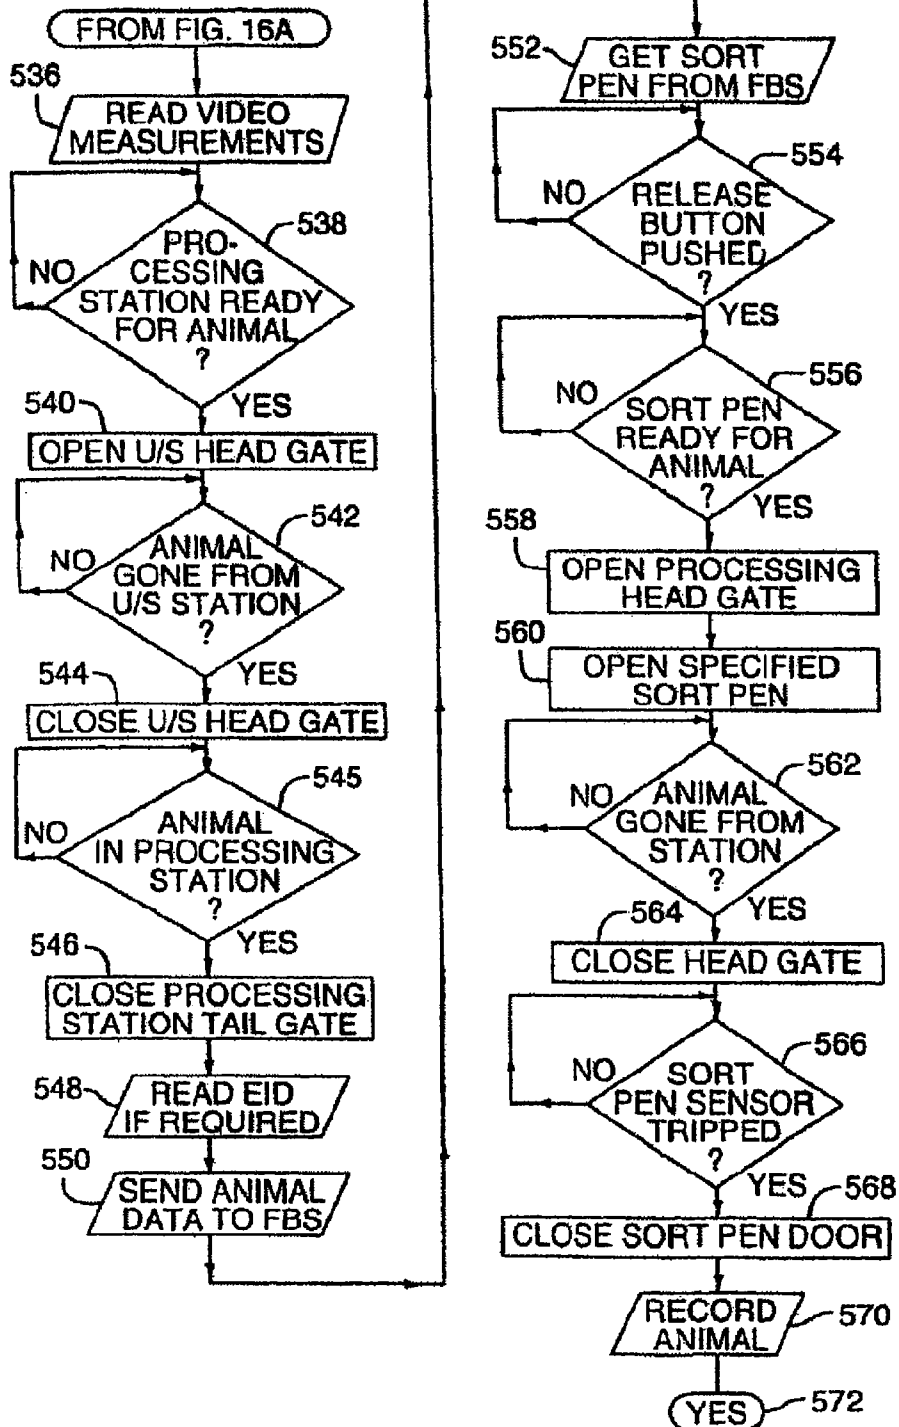 FROM FIG. 16A
536
READ VIDEO
MEASUREMENTS
538
PRO-
CESSING
STATION READY
FOR ANIMAL
?
NO
YES
540
OPEN U/S HEAD GATE
542
ANIMAL
GONE FROM
U/S STATION
?
NO
YES
544
CLOSE U/S HEAD GATE
545
ANIMAL
IN PROCESSING
STATION
?
NO
YES
546
CLOSE PROCESSING
STATION TAIL GATE
548
READ EID
IF REQUIRED
550
SEND ANIMAL
DATA TO FBS
552
GET SORT
PEN FROM FBS
554
RELEASE
BUTTON
PUSHED
?
NO
YES
556
SORT PEN
READY FOR
ANIMAL
?
NO
YES
558
OPEN PROCESSING
HEAD GATE
560
OPEN SPECIFIED
SORT PEN
562
ANIMAL
GONE FROM
STATION
?
NO
YES
564
CLOSE HEAD GATE
566
SORT
PEN SENSOR
TRIPPED
?
NO
YES
568
CLOSE SORT PEN DOOR
RECORD
ANIMAL
570
YES
572